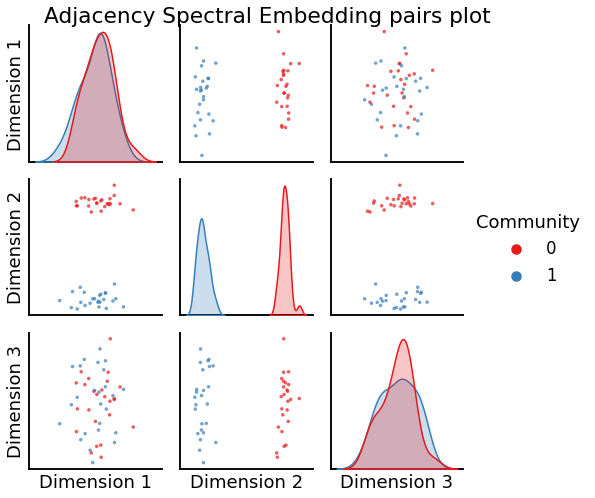 Adjacency Spectral Embedding pairs plot
Dimension 1
Dimension 2
Dimension 3
Community
0
1
Dimension 1
Dimension 2
Dimension 3